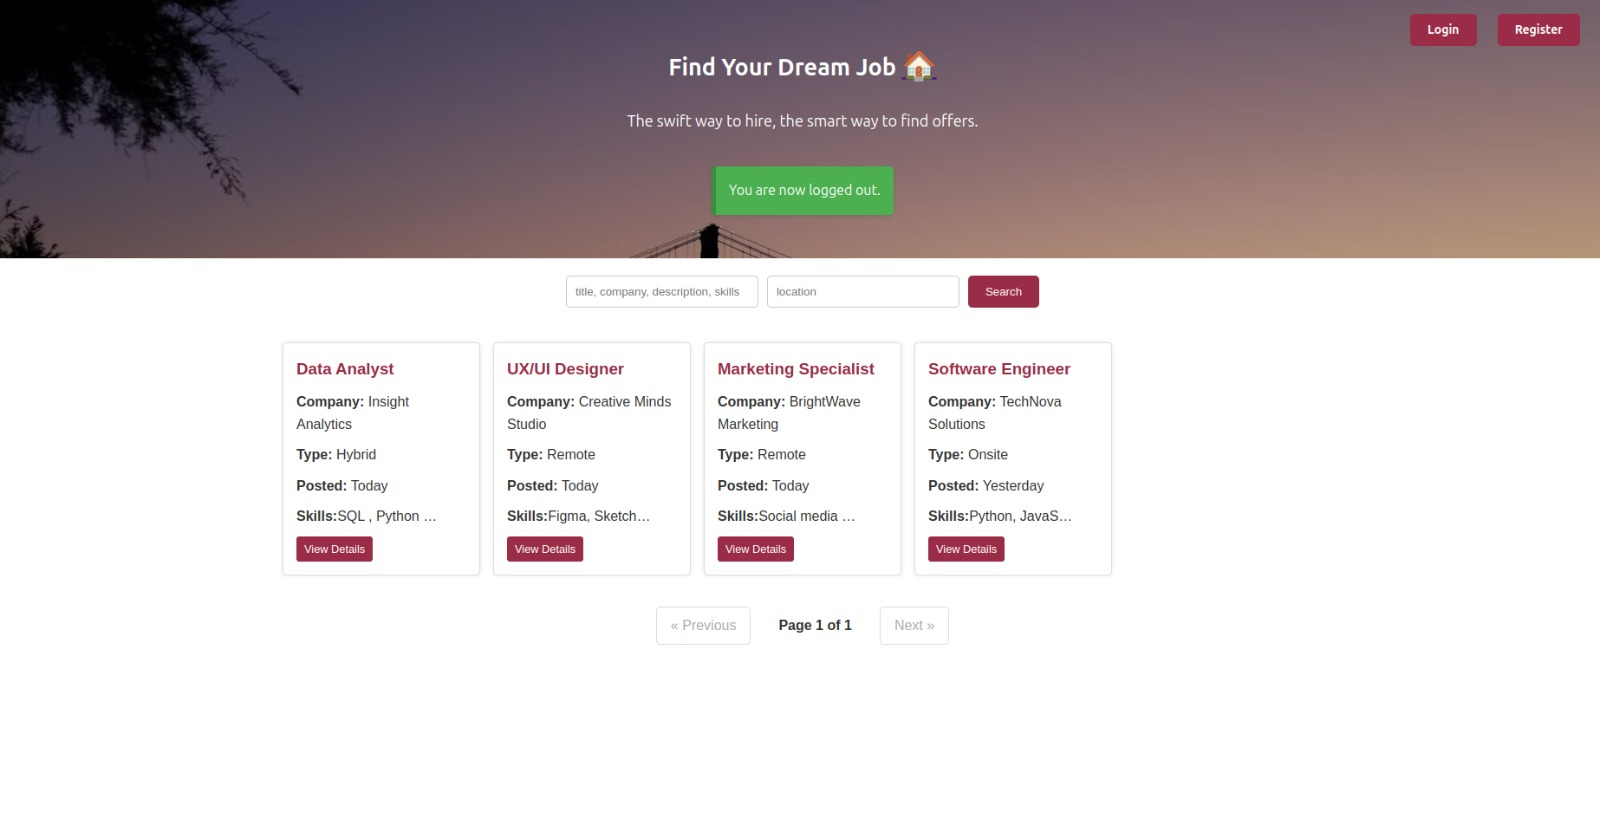 Login
Register
Find Your Dream Job
The swift way to hire, the smart way to find offers.
You are now logged out.
title, company, description, skills
location
Search
Data Analyst
Company: Insight
Analytics
Type: Hybrid
Posted: Today
Skills:SQL , Python …
View Details
UX/UI Designer
Company: Creative Minds
Studio
Type: Remote
Posted: Today
Skills:Figma, Sketch…
View Details
Marketing Specialist
Company: BrightWave
Marketing
Type: Remote
Posted: Today
Skills:Social media …
View Details
Software Engineer
Company: TechNova
Solutions
Type: Onsite
Posted: Yesterday
Skills:Python, JavaS…
View Details
« Previous
Page 1 of 1
Next »